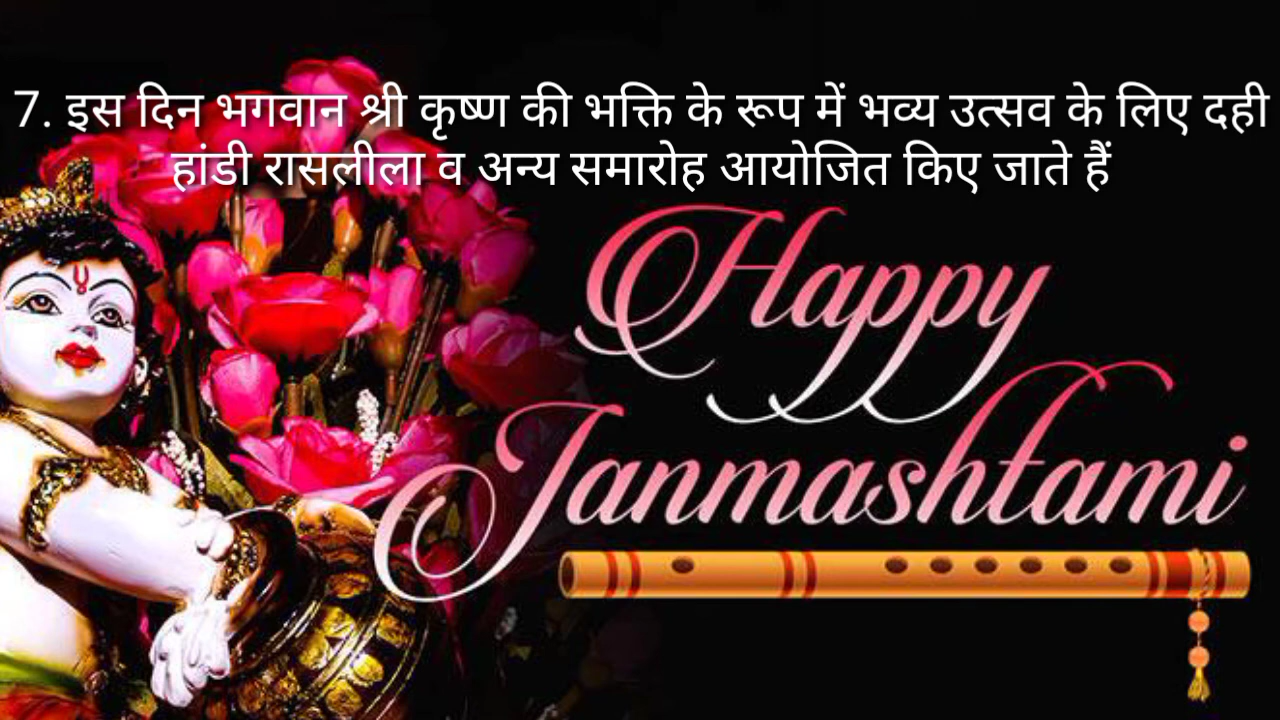 7. इस दिन भगवान श्री कृष्ण की भक्ति के रूप में भव्य उत्सव के लिए दही
हांडी रासलीला व अन्य समारोह आयोजित किए जाते हैं
Happy
Janmashtami